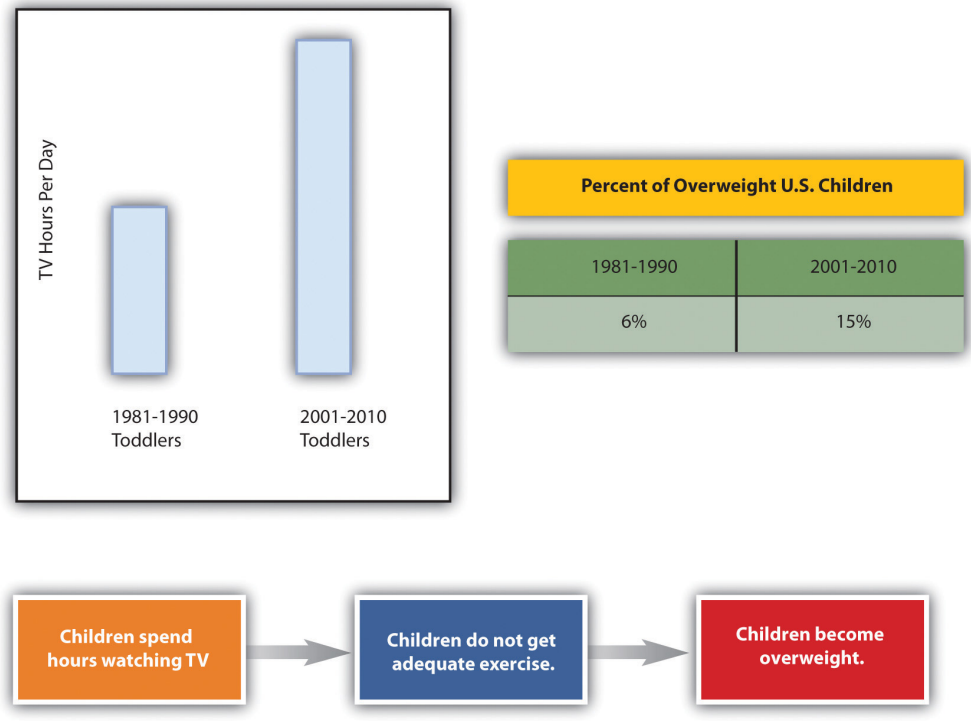 TV Hours Per Day
1981-1990
Toddlers
2001-2010
Toddlers
Percent of Overweight U.S. Children
1981-1990
2001-2010
6%
15%
Children spend
hours watching TV
Children do not get
adequate exercise.
Children become
overweight.